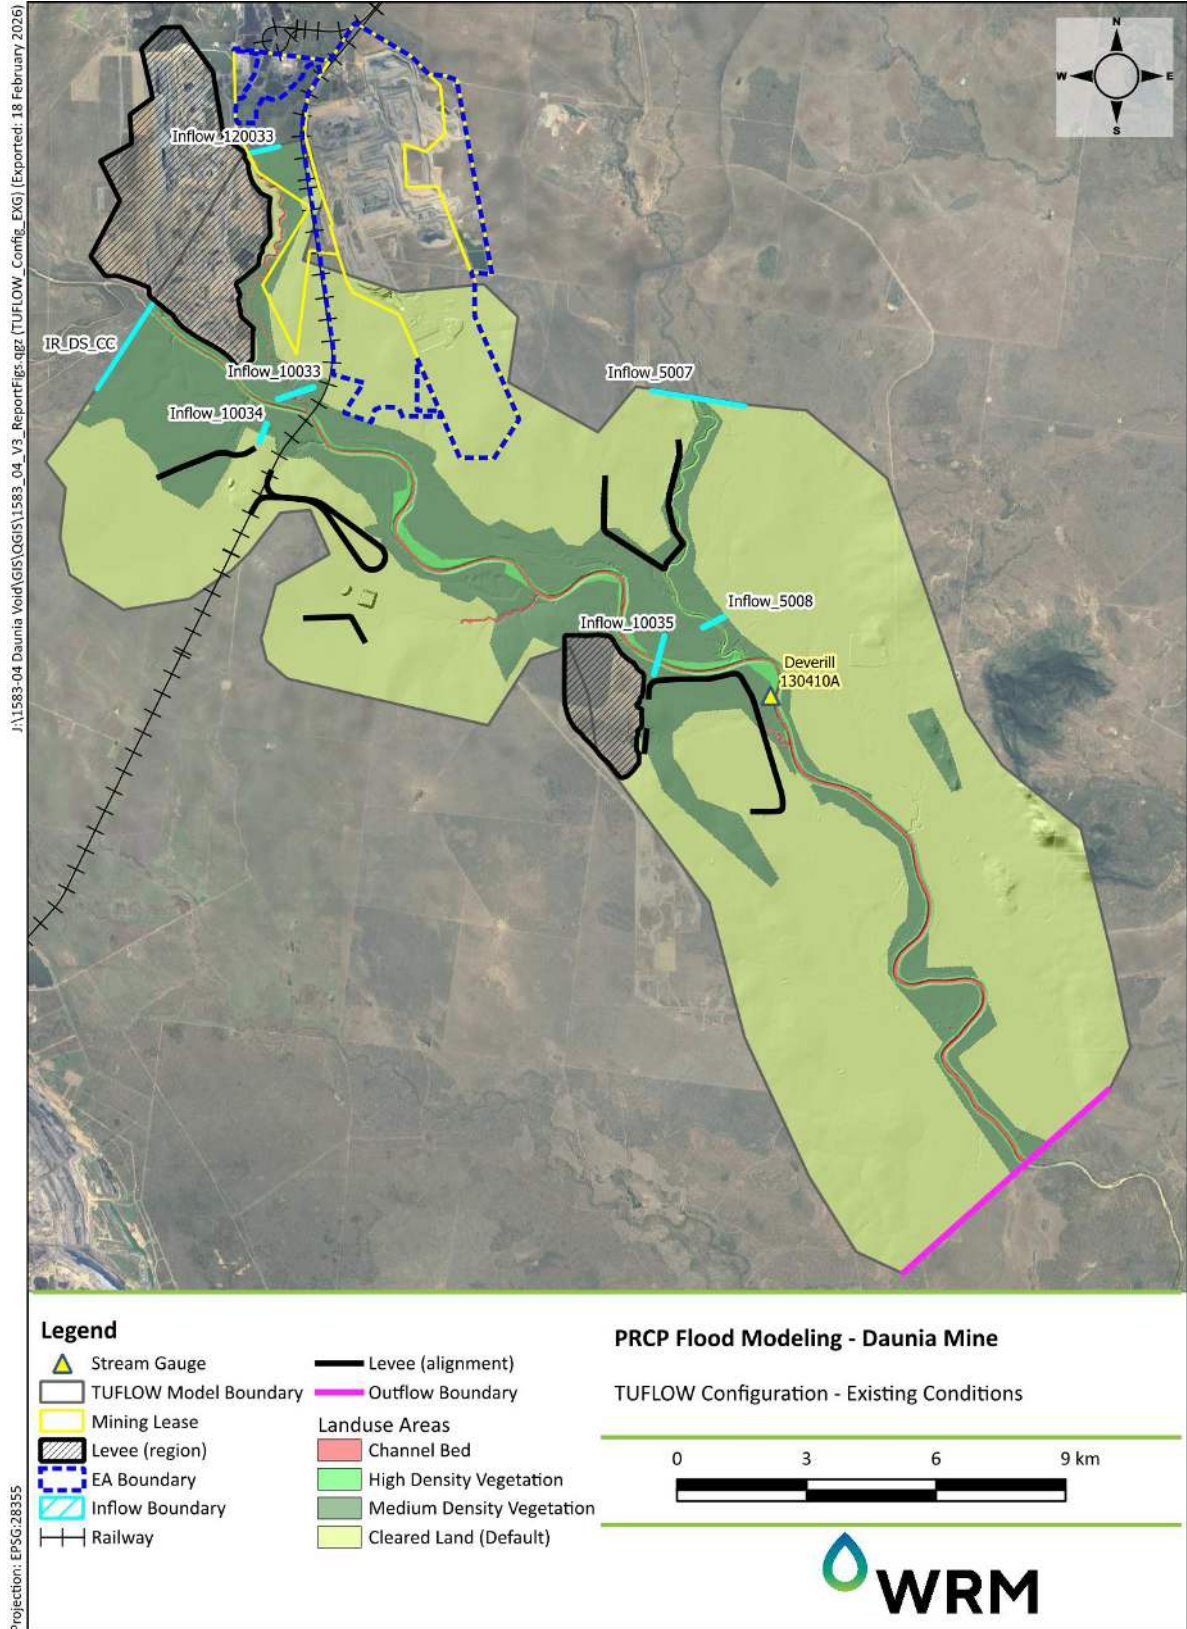 J:\1583-04 Daunia Void\GIS\QGIS\1583_04_V3_ReportFigs.qgz (TUFLOW_Config_EXG) (Exported: 18 February 2026)
N
W
E
S
Inflow_120033
IR_DS_CC
Inflow_10033
Inflow_10034
Inflow_5007
Inflow_5008
Inflow_10035
Deverill
130410A
Legend
Stream Gauge
TUFLOW Model Boundary
Mining Lease
Levee (region)
EA Boundary
Inflow Boundary
Railway
Levee (alignment)
Outflow Boundary
Landuse Areas
Channel Bed
High Density Vegetation
Medium Density Vegetation
Cleared Land (Default)
PRCP Flood Modeling - Daunia Mine
TUFLOW Configuration - Existing Conditions
0 3 6 9 km
WRM
Projection: EPSG:28355